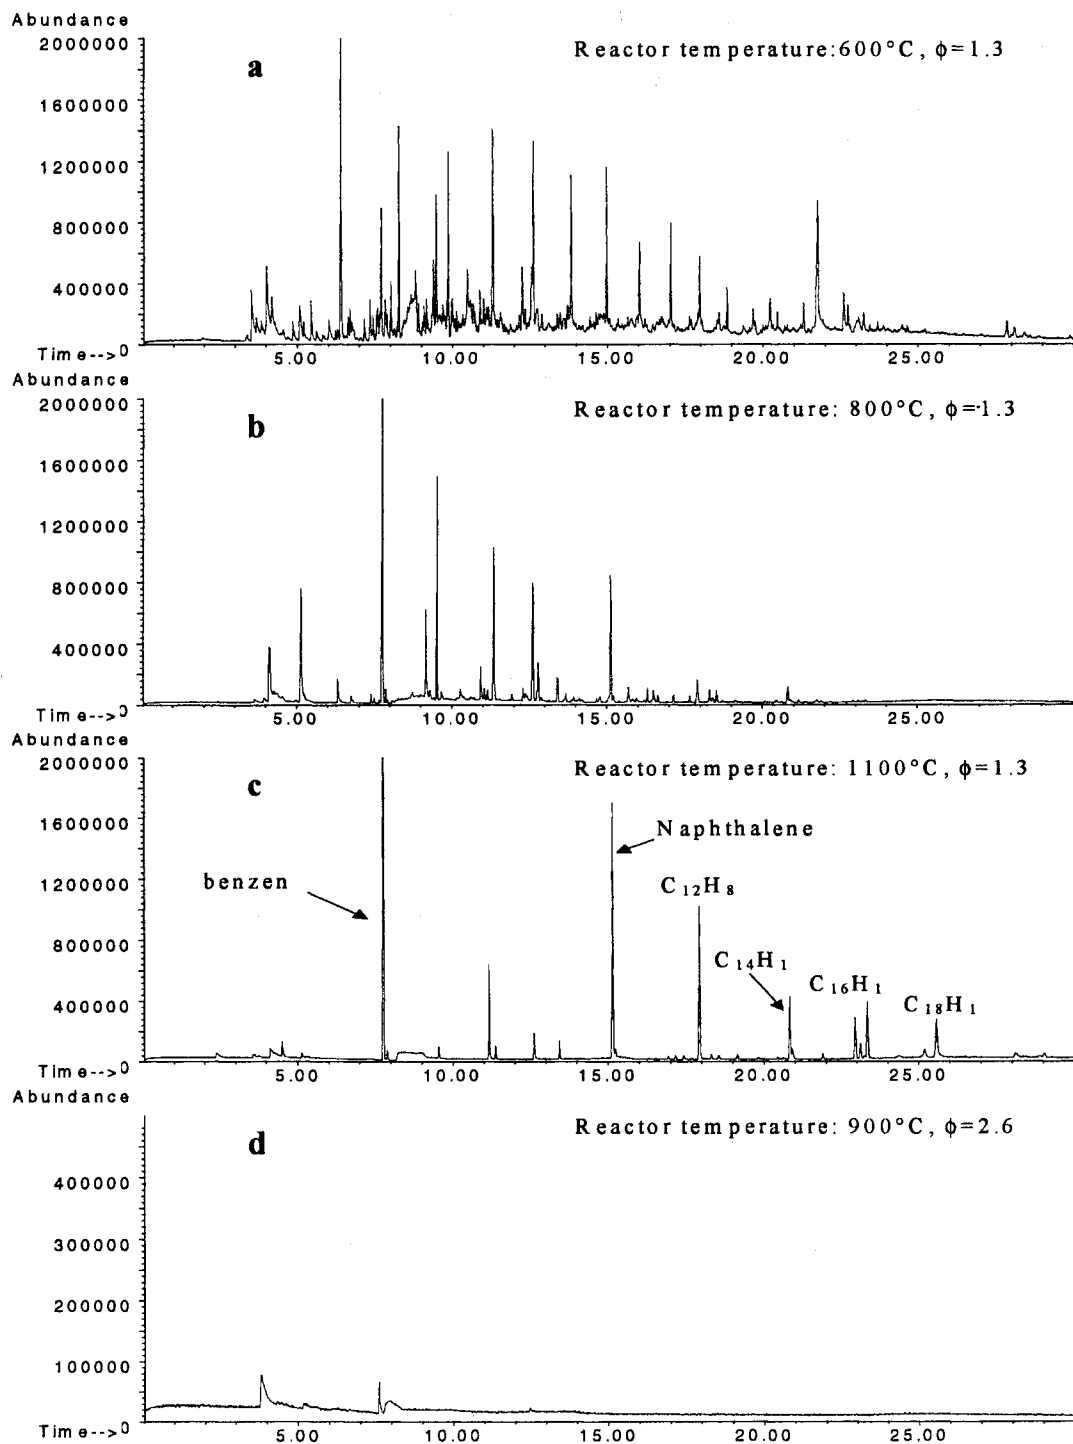 Abundance
2000000
a
Reactor temperature:600°C, ϕ=1.3
1600000
1200000
800000
400000
Time-->0
5.00 10.00 15.00 20.00 25.00
Abundance
2000000
b
Reactor temperature: 800°C, ϕ=1.3
1600000
1200000
800000
400000
Time-->0
5.00 10.00 15.00 20.00 25.00
Abundance
2000000
c
Reactor temperature: 1100°C, ϕ=1.3
1600000
Naphthalene
1200000
benzen
C₁₂H₈
800000
C₁₄H₁
C₁₆H₁
C₁₈H₁
400000
Time-->0
5.00 10.00 15.00 20.00 25.00
Abundance
d
Reactor temperature: 900°C, ϕ=2.6
400000
300000
200000
100000
Time-->0
5.00 10.00 15.00 20.00 25.00